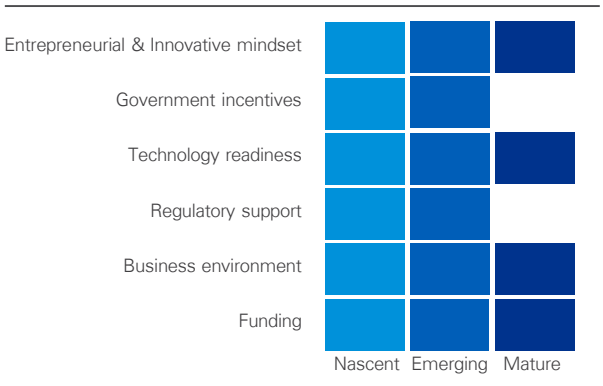 Entrepreneurial & Innovative mindset
Government incentives
Technology readiness
Regulatory support
Business environment
Funding
Nascent Emerging Mature